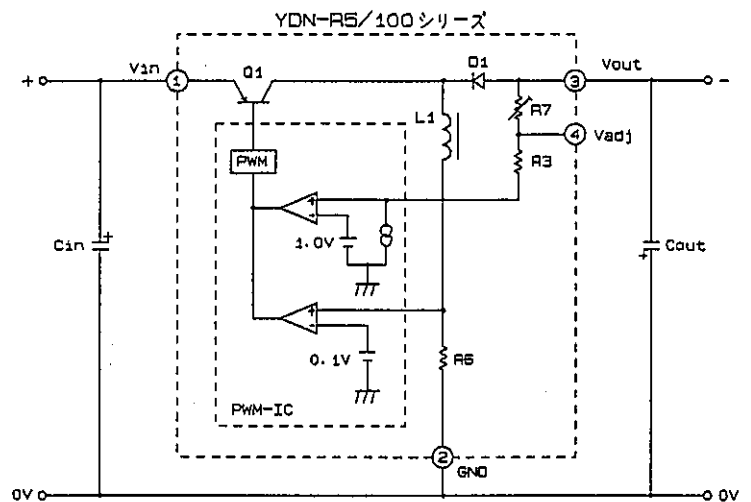 YDN-R5/100シリーズ
+
Vin
1
Q1
D1
3
Vout
-
R7
L1
4
Vadj
PWM
R3
+
-
1.0V
Cin
+
Cout
+
+
-
0.1V
R6
PWM-IC
2
GND
0V
0V